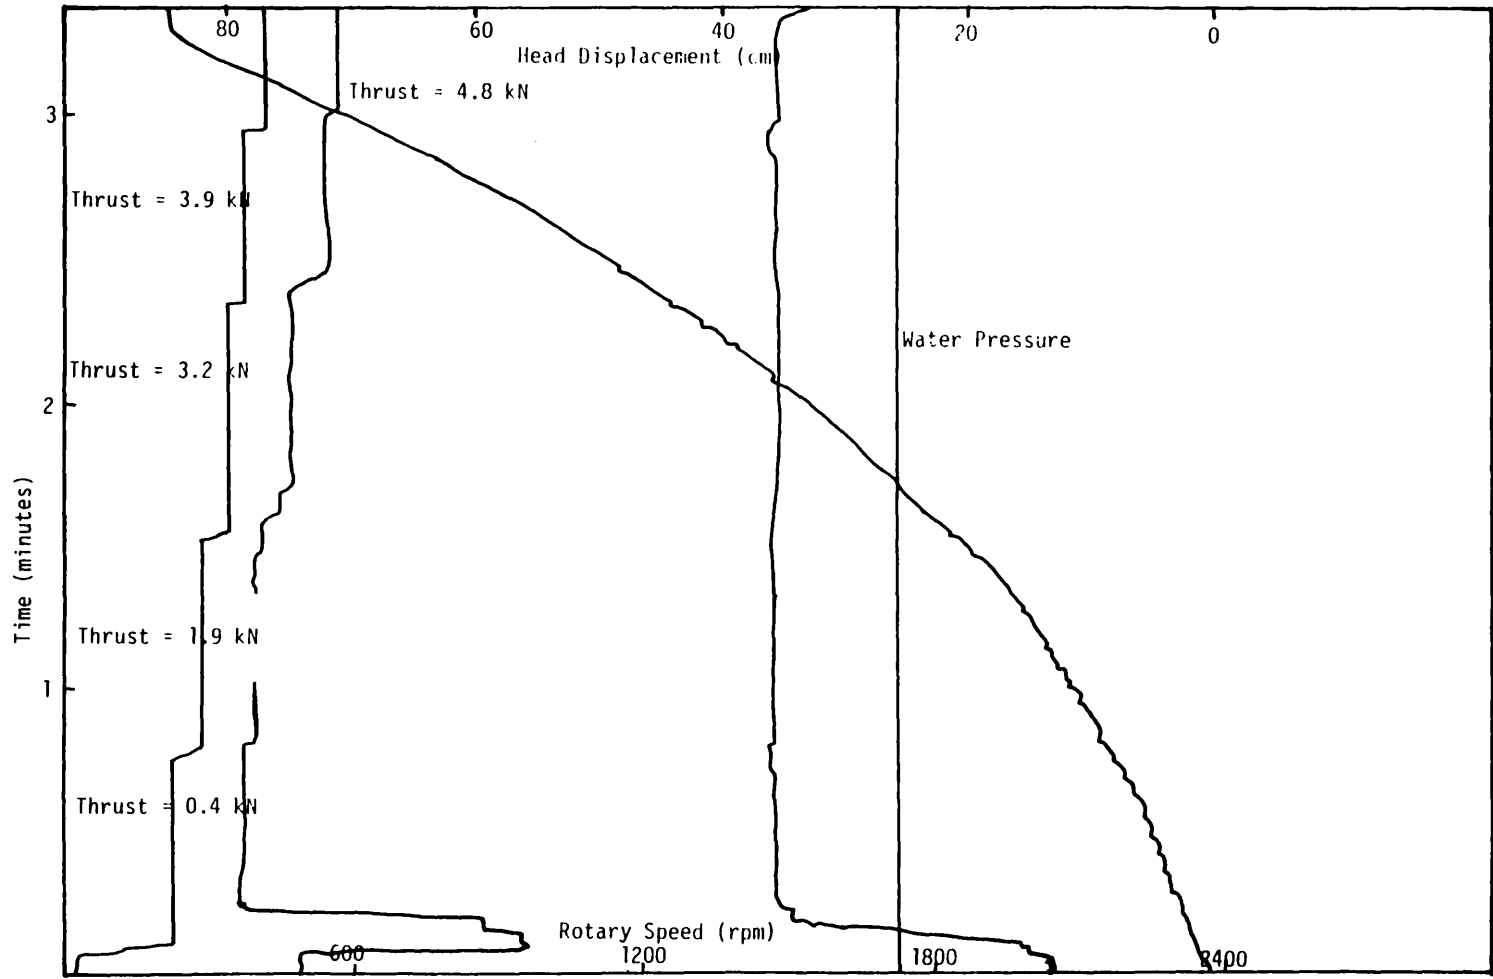 80 60 40 20 0
Head Displacement (cm)
Thrust = 4.8 kN
3
Thrust = 3.9 kN
Water Pressure
Thrust = 3.2 kN
2
Time (minutes)
Thrust = 1.9 kN
1
Thrust = 0.4 kN
Rotary Speed (rpm)
600 1200 1800 2400